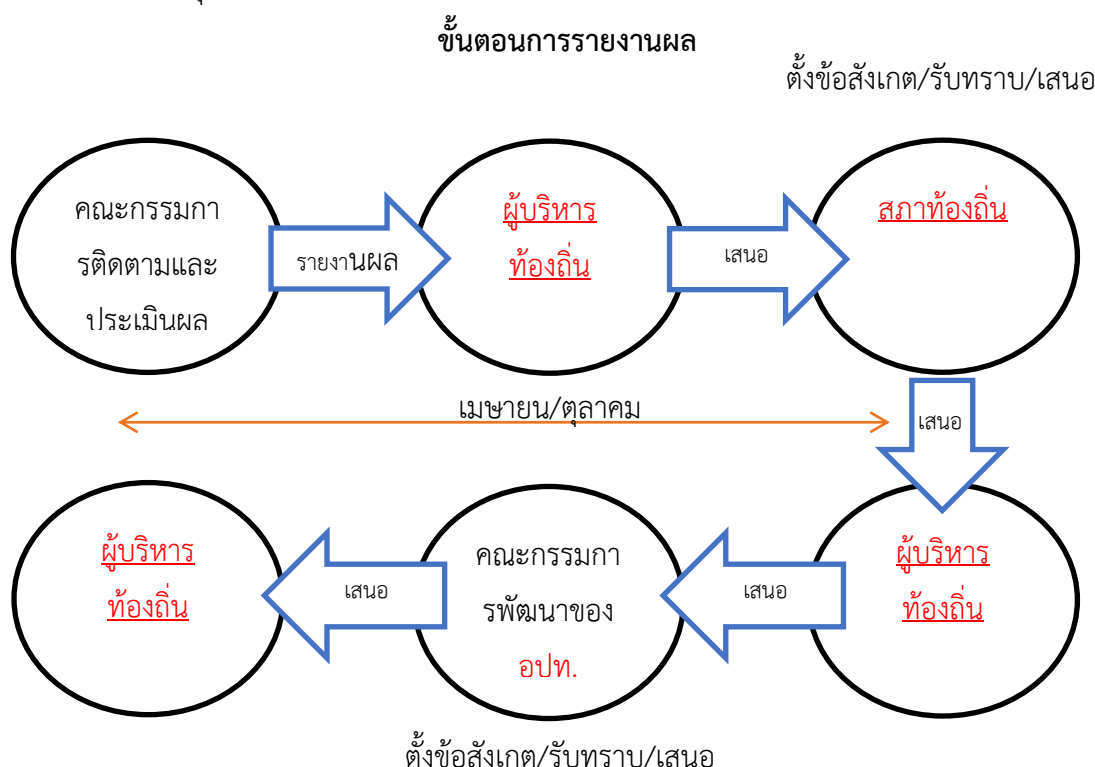 ขั้นตอนการรายงานผล
ตั้งข้อสังเกต/รับทราบ/เสนอ
คณะกรรมกา
รติดตามและ
ประเมินผล
รายงานผล
ผู้บริหาร
ท้องถิ่น
เสนอ
สภาท้องถิ่น
เมษายน/ตุลาคม
เสนอ
ผู้บริหาร
ท้องถิ่น
เสนอ
คณะกรรมกา
รพัฒนาของ
อปท.
เสนอ
ผู้บริหาร
ท้องถิ่น
ตั้งข้อสังเกต/รับทราบ/เสนอ